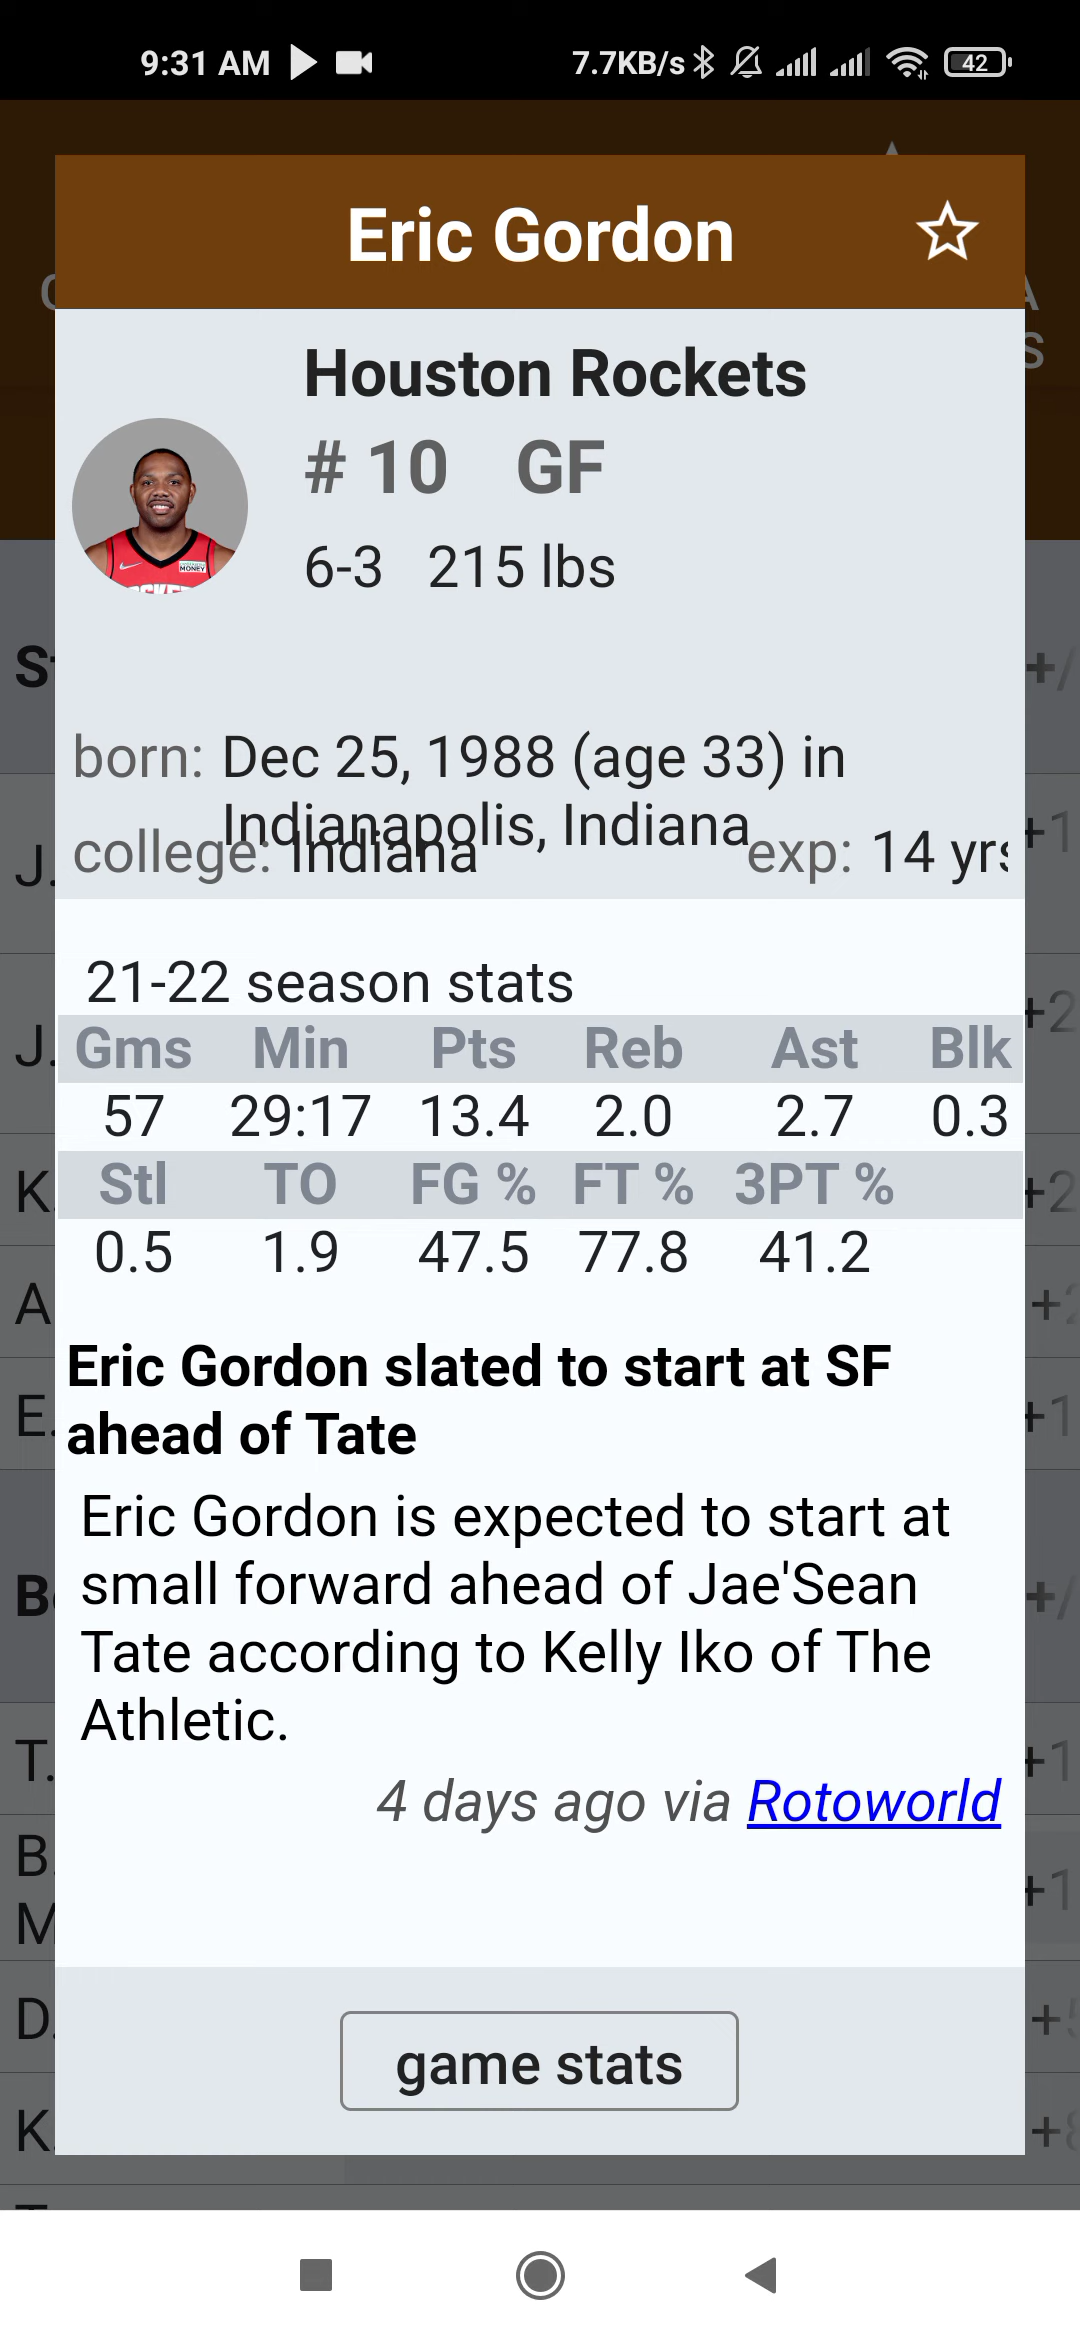 9:31 AM 7.7KB/s 42
Eric Gordon
Houston Rockets
# 10 GF
6-3 215 lbs
born: Dec 25, 1988 (age 33) in
Indianapolis, Indiana
college: Indiana exp: 14 yrs
21-22 season stats
Gms Min Pts Reb Ast Blk
57 29:17 13.4 2.0 2.7 0.3
Stl TO FG % FT % 3PT %
0.5 1.9 47.5 77.8 41.2
Eric Gordon slated to start at SF
ahead of Tate
Eric Gordon is expected to start at
small forward ahead of Jae'Sean
Tate according to Kelly Iko of The
Athletic.
4 days ago via Rotoworld
game stats